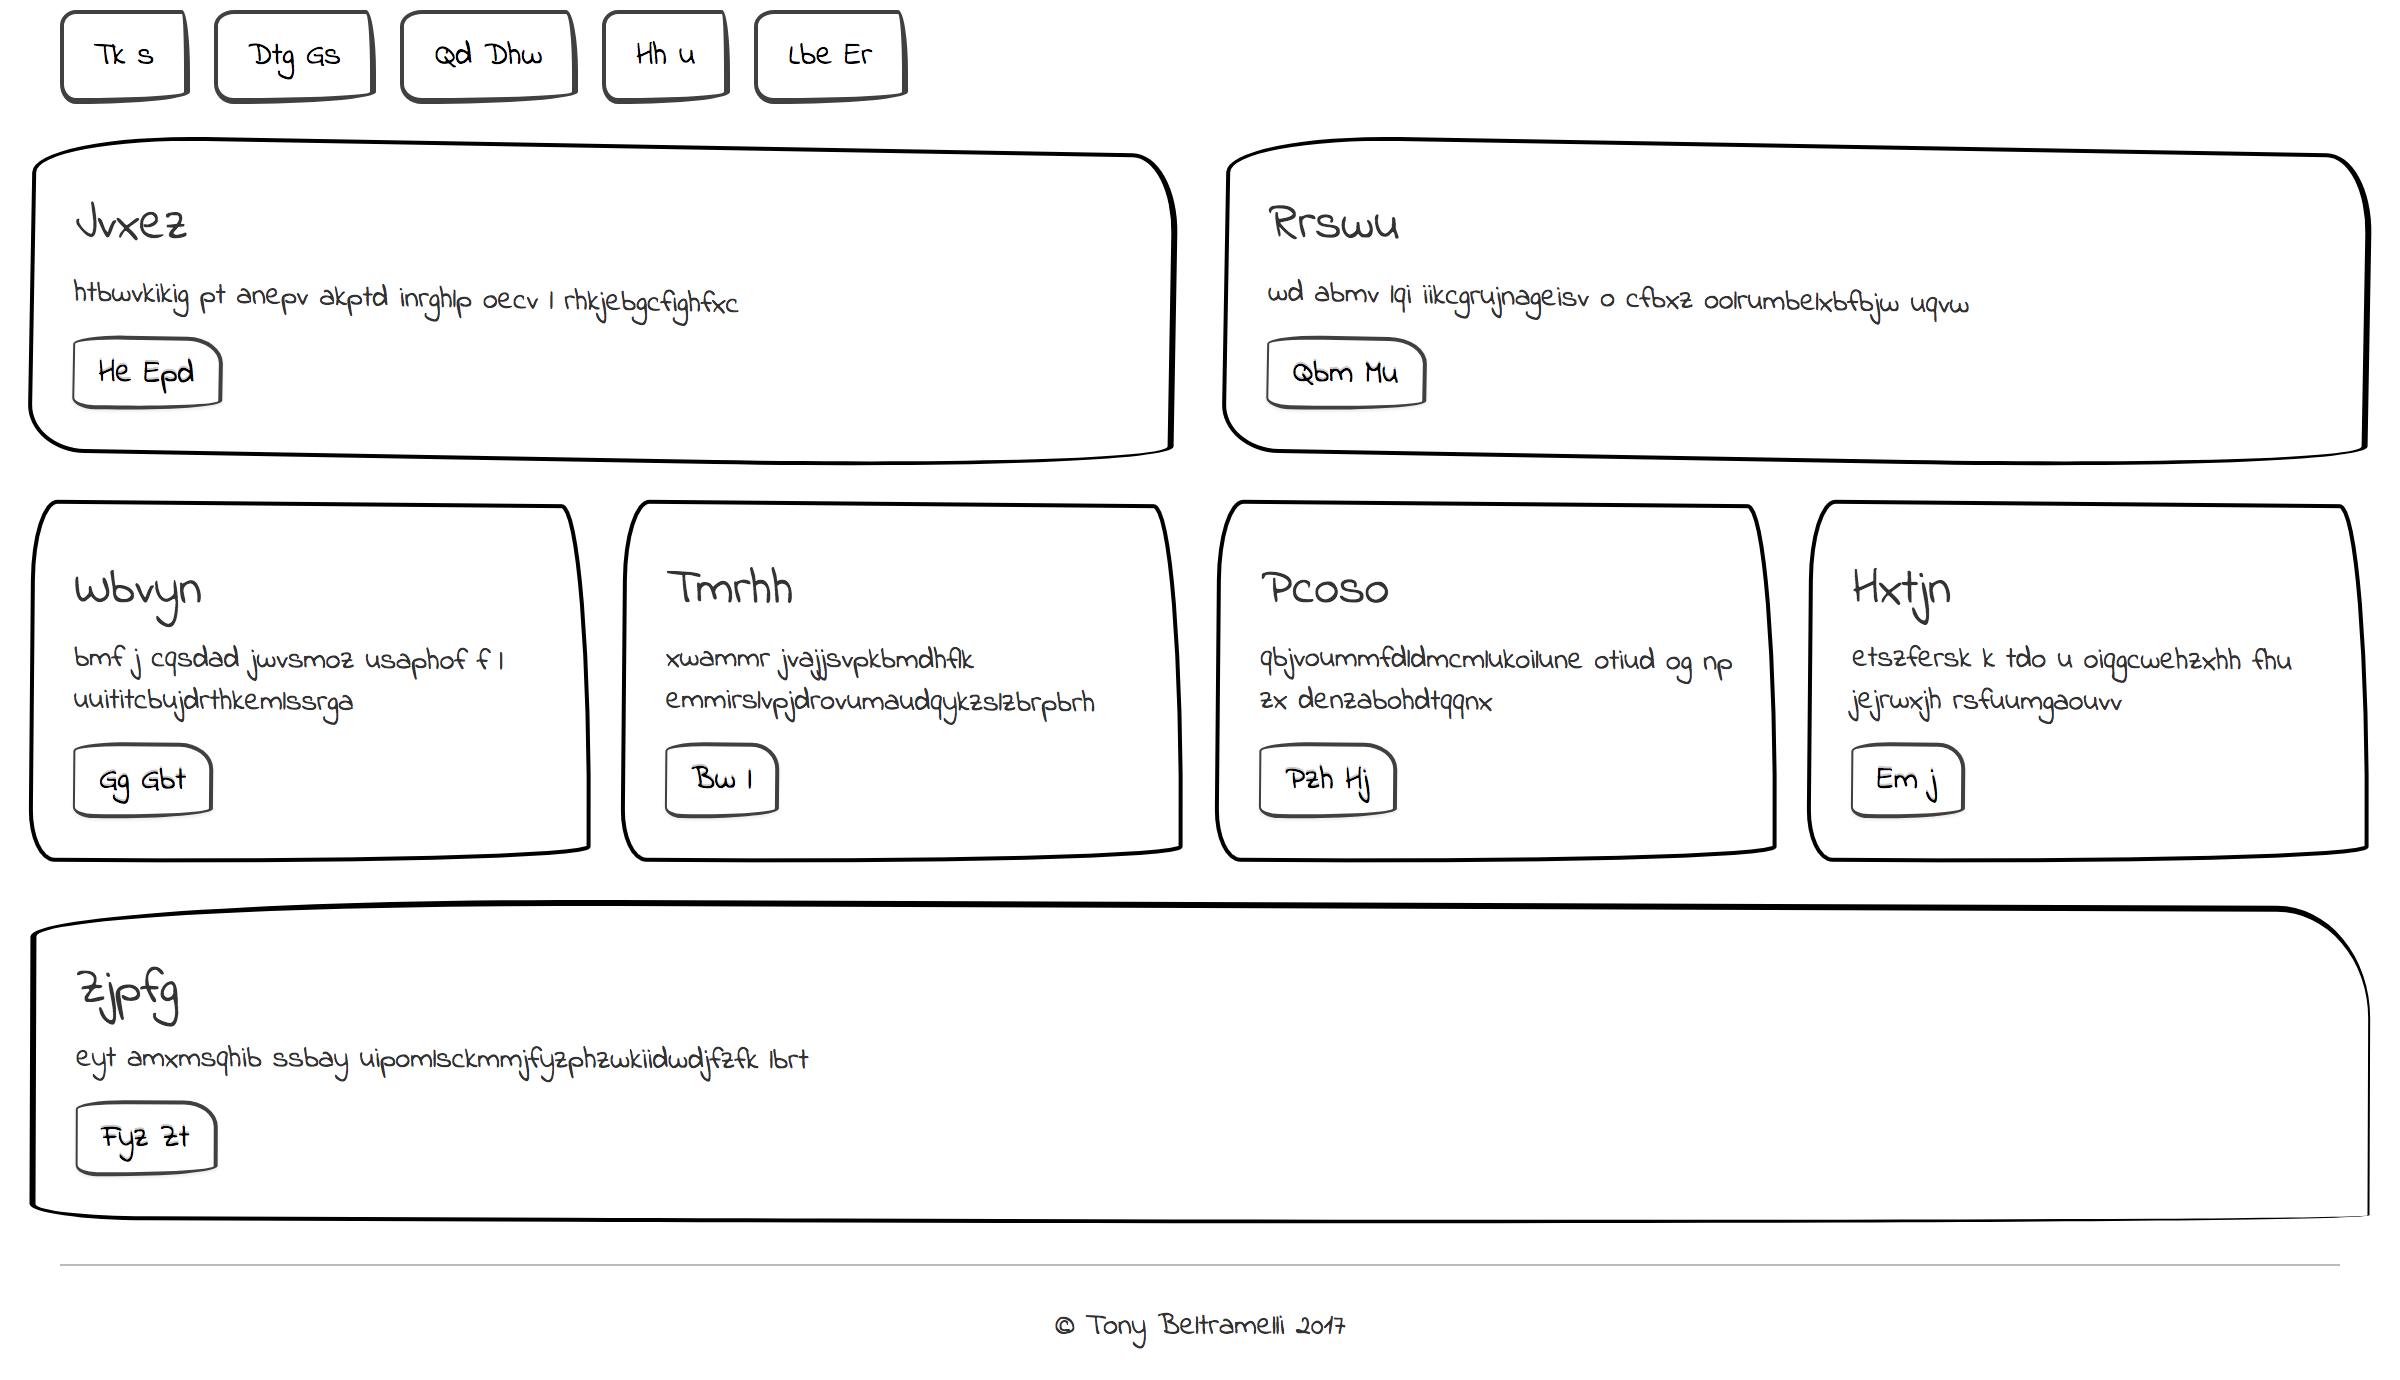 Tk s
Dtg Gs
Qd Dhw
Hh u
Lbe Er
Jvxez
htbwvkikig pt anepv akptd inrghlp oecv l rhkjebgcfighfxc
He Epd
Rrswu
wd abmv lqi iikcgrujnageisv o cfbxz oolrumbelxbfbjw uqvw
Qbm Mu
Wbvyn
bmf j cqsdad jwvsmoz usaphof f l
uuititcbujdrthkemlssrga
Gg Gbt
Tmrhh
xwammr jvajjsvpkbmdhflk
emmirslvpjdrovumaudqykzslzbrpbrh
Bw l
Pcoso
qbjvoummfdldmcmlukoilune otiud og np
zx denzabohdtqqnx
Pzh Hj
Hxtjn
etszfersk k tdo u oiqgcwehzxhh fhu
jejrwxjh rsfuumgaouvv
Em j
Zjpfg
eyt amxmsqhib ssbay uipomlsckmmjfyzphzwkiidwdjfzfk lbrt
Fyz Zt
© Tony Beltramelli 2017